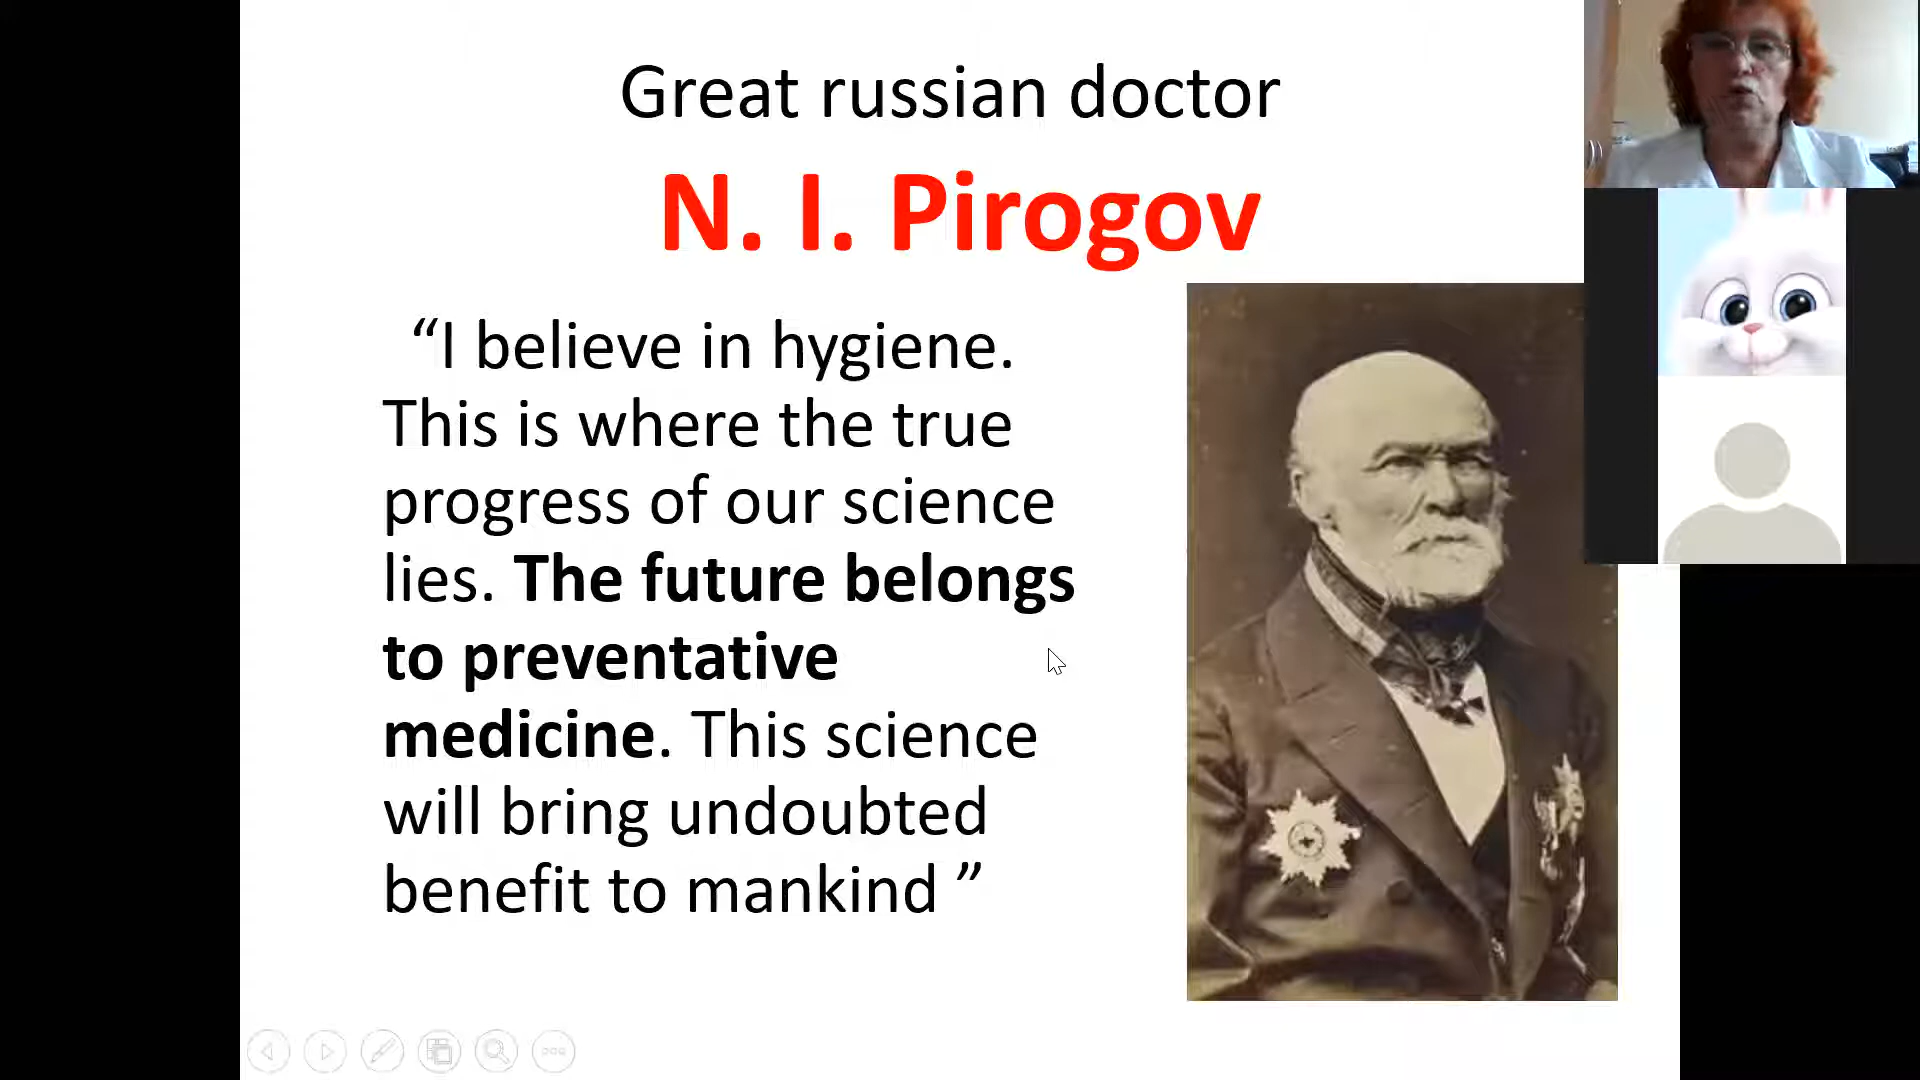 Great russian doctor
N. I. Pirogov
“I believe in hygiene.
This is where the true
progress of our science
lies. The future belongs
to preventative
medicine. This science
will bring undoubted
benefit to mankind ”